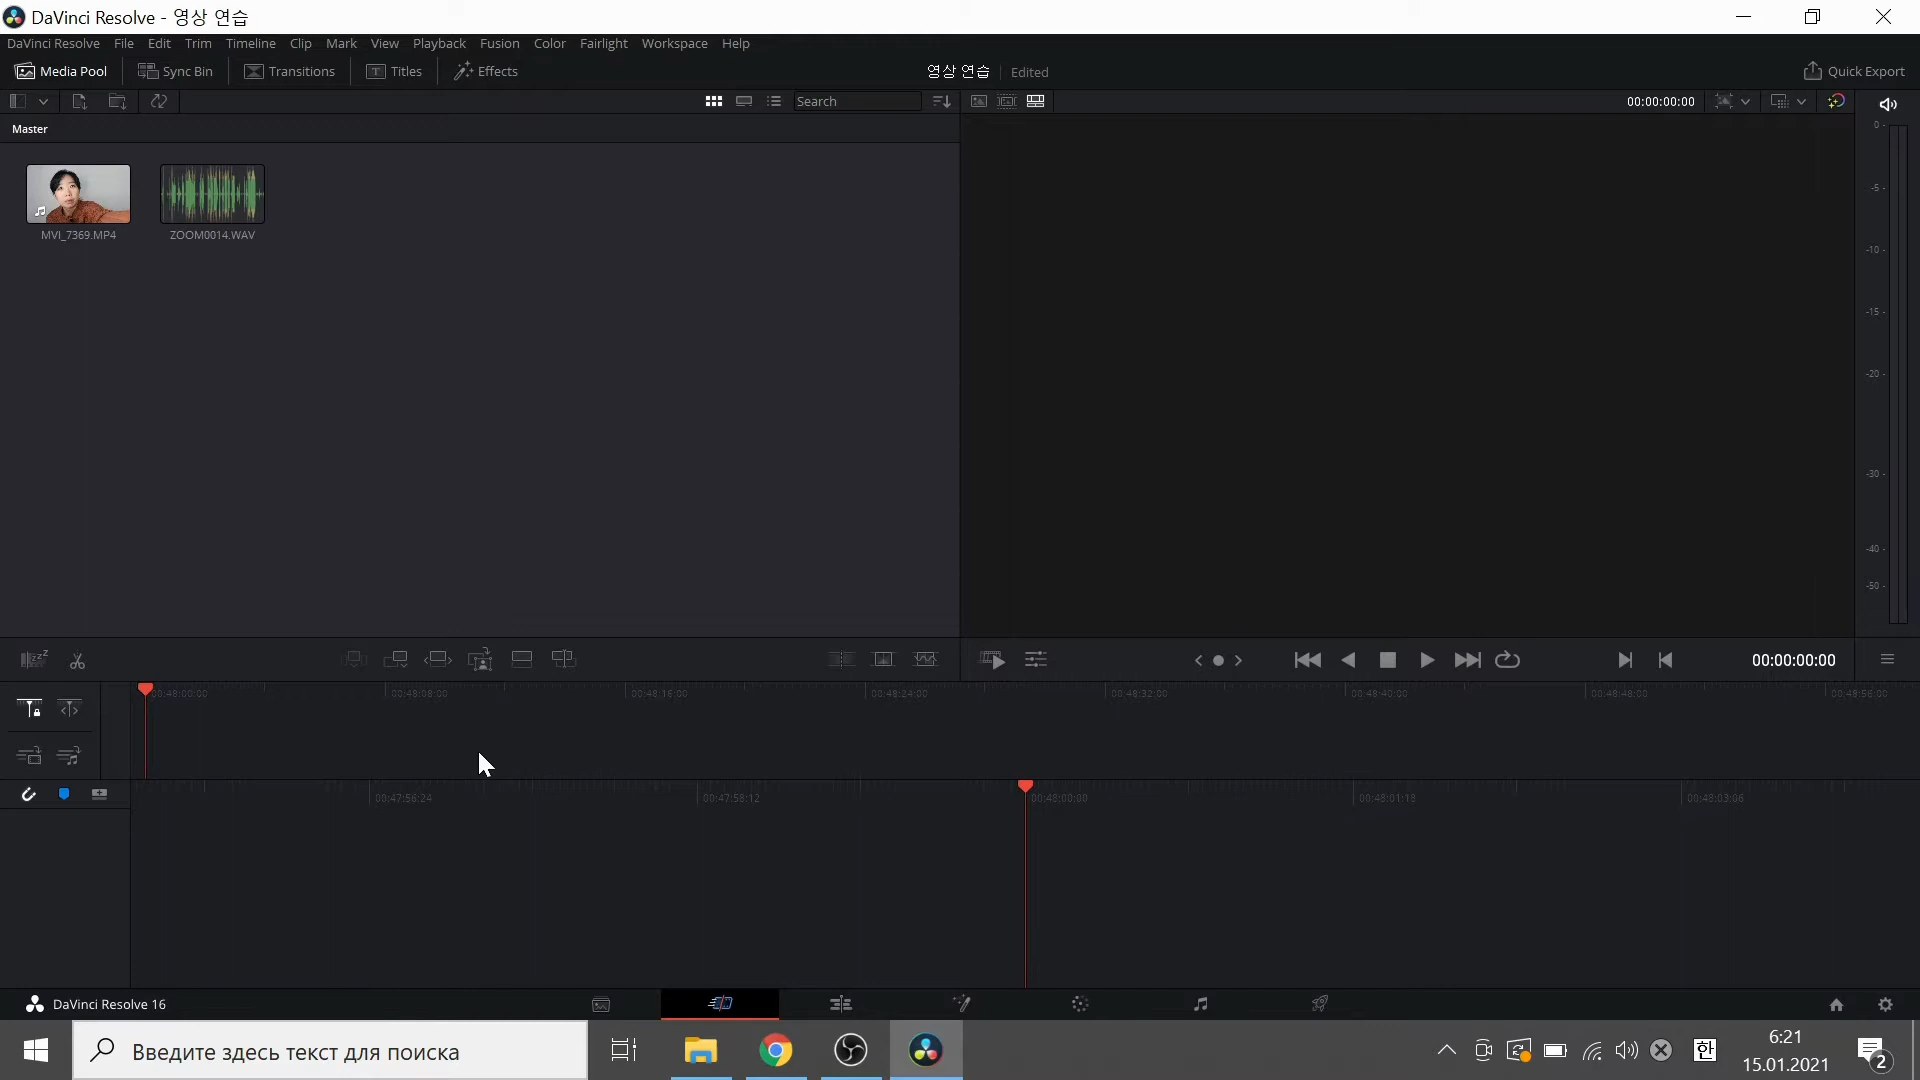 DaVinci Resolve - 영상 연습
DaVinci Resolve File Edit Trim Timeline Clip Mark View Playback Fusion Color Fairlight Workspace Help
Media Pool Sync Bin Transitions Titles Effects 영상 연습 Edited Quick Export
Search 00:00:00:00
Master
0
-5
-10
-15
-20
-30
-40
-50
MVI_7369.MP4 ZOOM0014.WAV
00:00:00:00
00:48:00:00 00:48:08:00 00:48:16:00 00:48:24:00 00:48:32:00 00:48:40:00 00:48:48:00 00:48:56:00
00:47:56:24 00:47:58:12 00:48:00:00 00:48:01:18 00:48:03:06
DaVinci Resolve 16
Введите здесь текст для поиска
한
6:21
15.01.2021
2